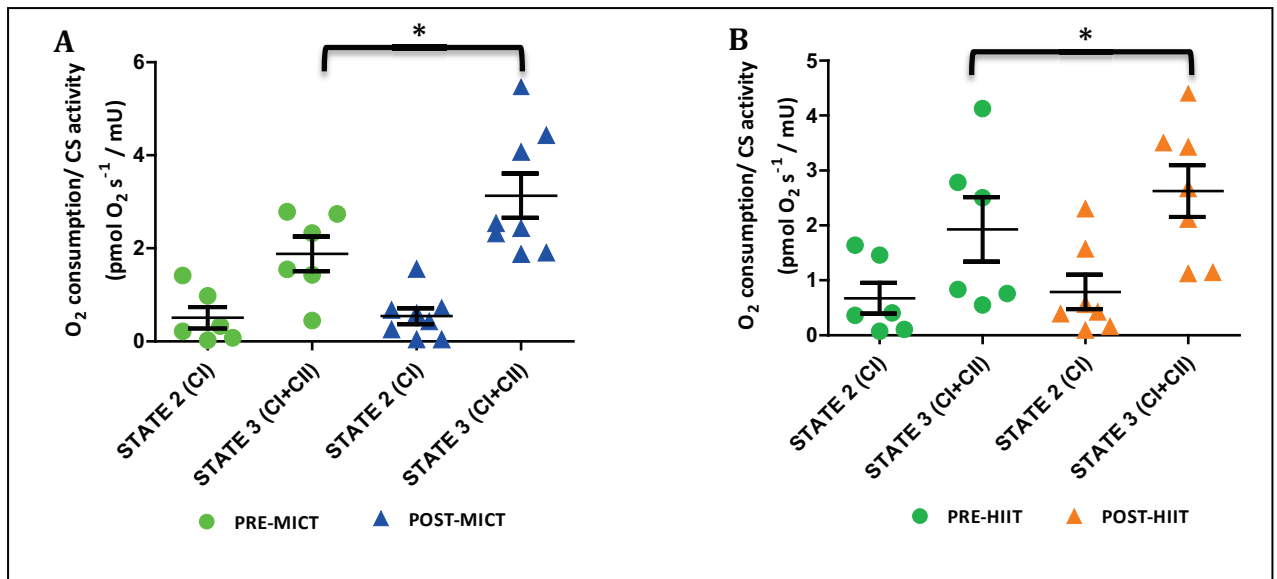 A
*
O₂ consumption/ CS activity
(pmol O₂ s⁻¹ / mU)
6
4
2
0
STATE 2 (CI)
STATE 3 (CI+CII)
STATE 2 (CI)
STATE 3 (CI+CII)
PRE-MICT
POST-MICT
B
*
O₂ consumption/ CS activity
(pmol O₂ s⁻¹ / mU)
5
4
3
2
1
0
STATE 2 (CI)
STATE 3 (CI+CII)
STATE 2 (CI)
STATE 3 (CI+CII)
PRE-HIIT
POST-HIIT